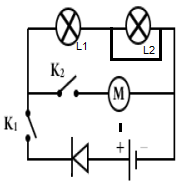 L1 L2
K₂ M
K₁
+ −